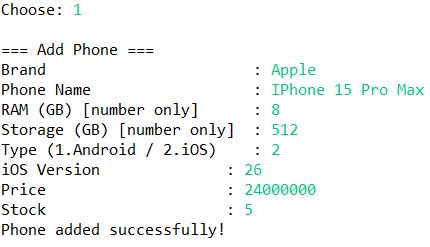 Choose: 1
=== Add Phone ===
Brand : Apple
Phone Name : IPhone 15 Pro Max
RAM (GB) [number only] : 8
Storage (GB) [number only] : 512
Type (1.Android / 2.iOS) : 2
iOS Version : 26
Price : 24000000
Stock : 5
Phone added successfully!